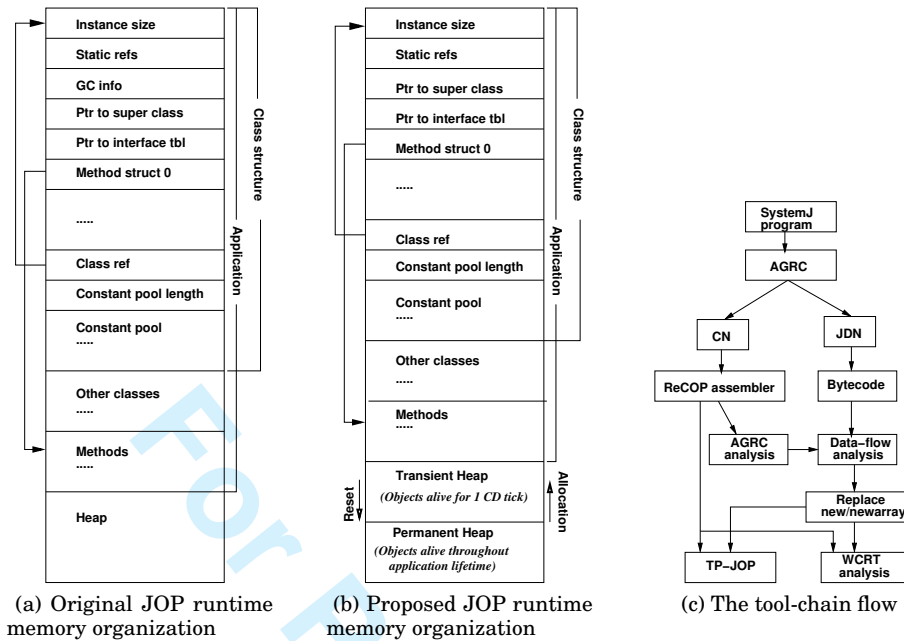 Instance size
Static refs
GC info
Ptr to super class
Ptr to interface tbl
Method struct 0
.....
Class ref
Constant pool length
Constant pool
.....
Other classes
.....
Methods
.....
Heap
Application
Class structure
(a) Original JOP runtime
memory organization
Instance size
Static refs
Ptr to super class
Ptr to interface tbl
Method struct 0
.....
Class ref
Constant pool length
Constant pool
.....
Other classes
.....
Methods
.....
Transient Heap
(Objects alive for 1 CD tick)
Permanent Heap
(Objects alive throughout
application lifetime)
Reset
Allocation
Application
Class structure
(b) Proposed JOP runtime
memory organization
SystemJ
program
AGRC
CN
JDN
ReCOP assembler
Bytecode
AGRC
analysis
Data-flow
analysis
Replace
new/newarray
TP-JOP
WCRT
analysis
(c) The tool-chain flow
For P